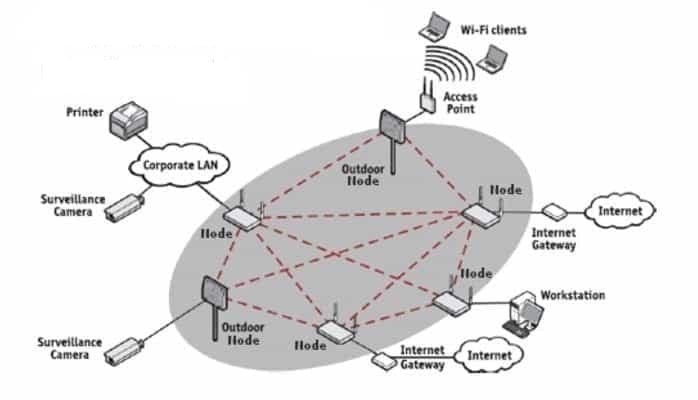 Wi-Fi clients
Access
Point
Printer
Corporate LAN
Outdoor
Node
Surveillance
Camera
Node
Node
Internet
Internet
Gateway
Node
Workstation
Outdoor
Node
Node
Surveillance
Camera
Internet
Gateway
Internet